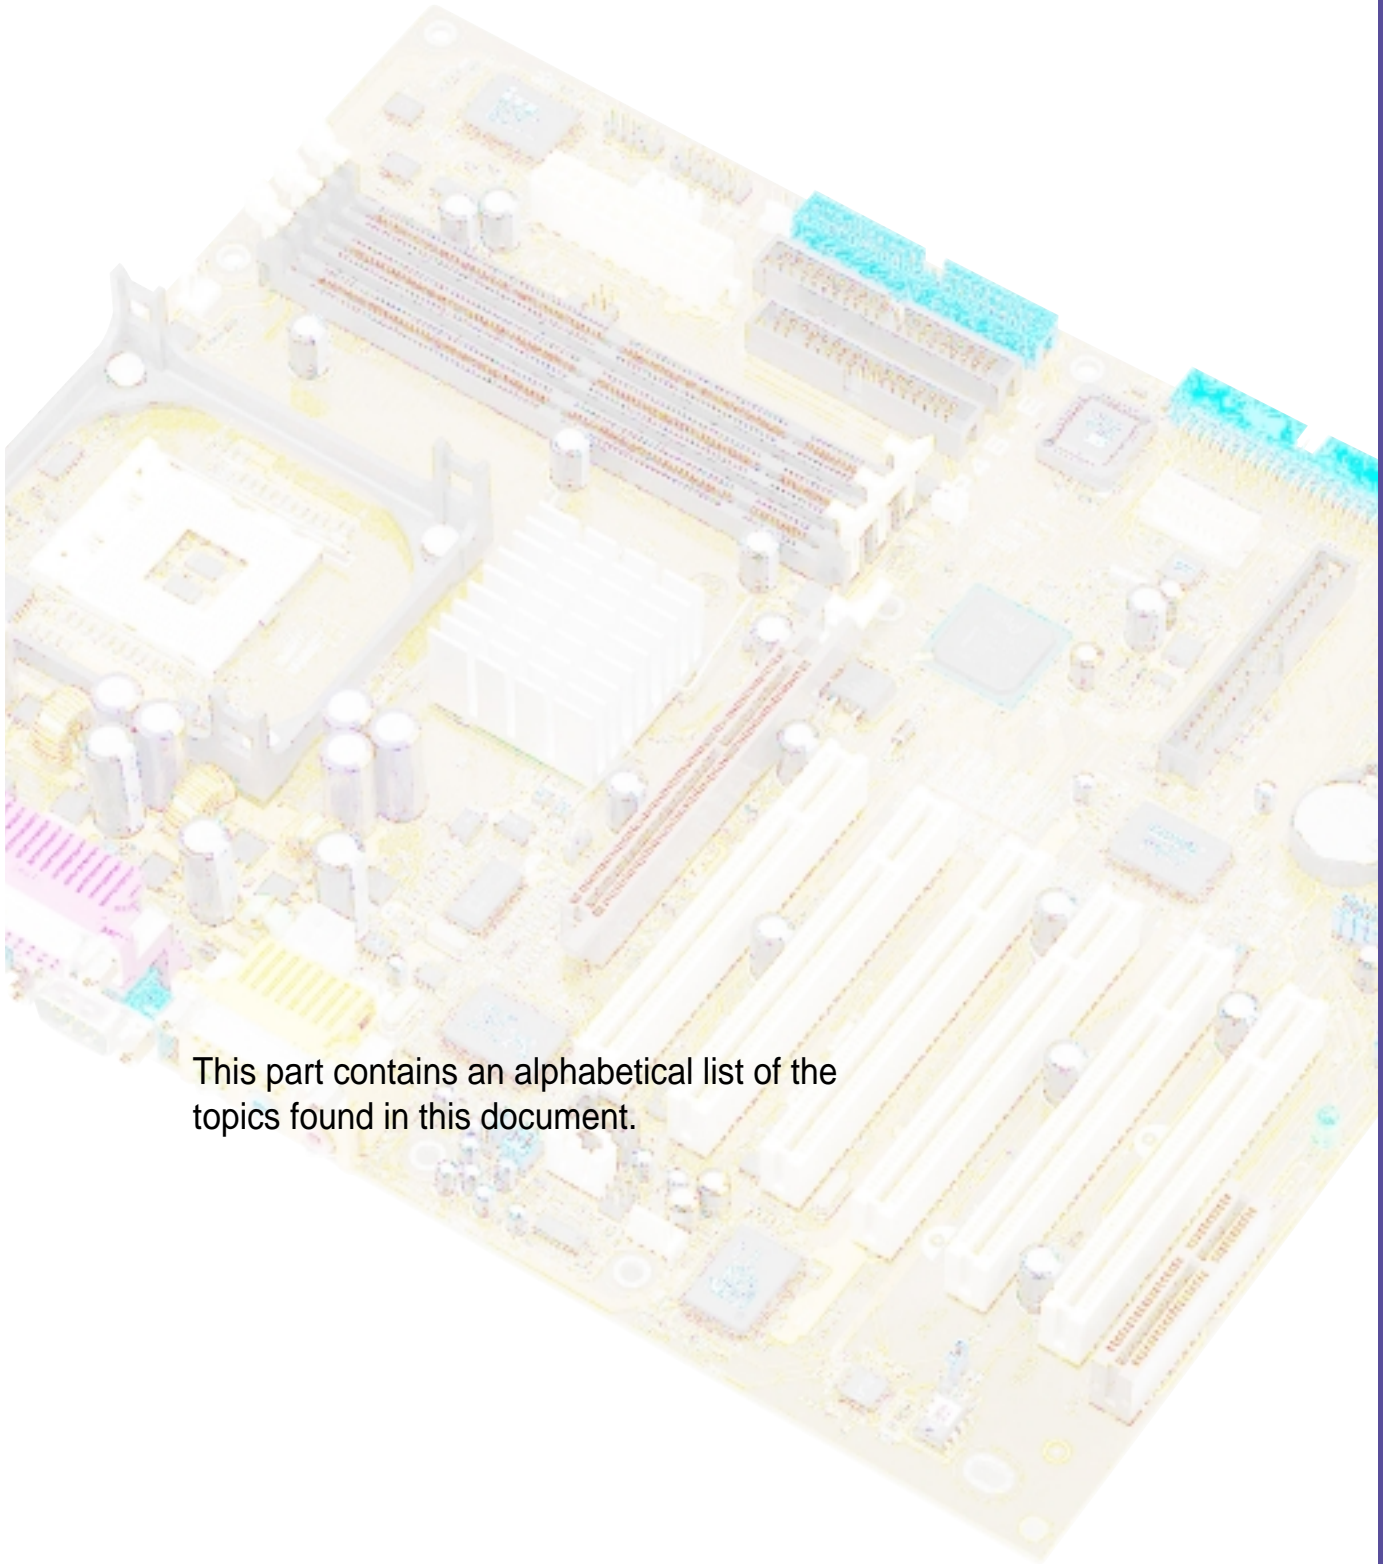 This part contains an alphabetical list of the
topics found in this document.